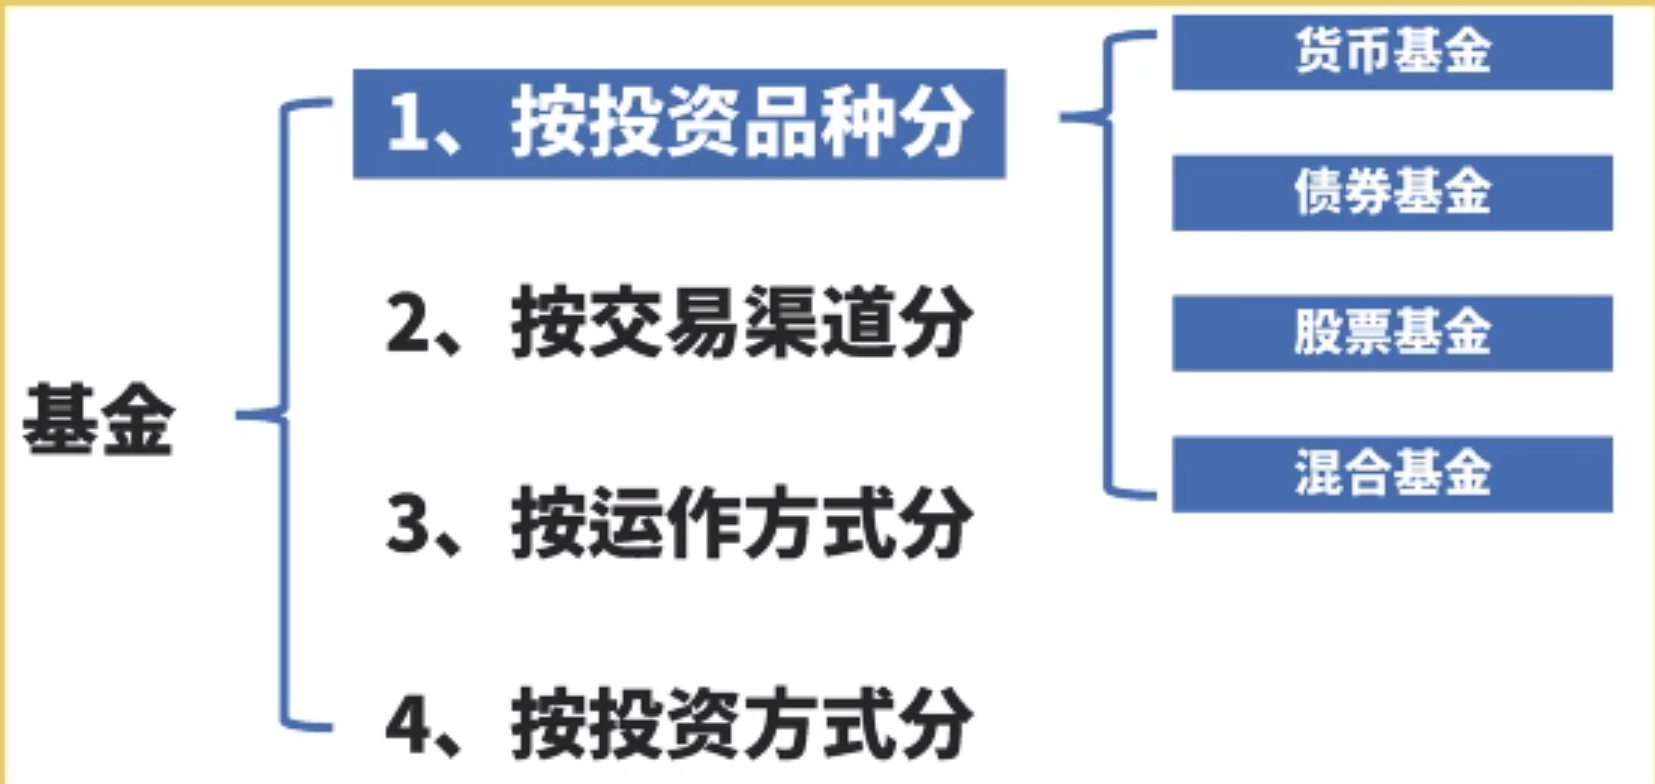 基金
1、按投资品种分
货币基金
债券基金
股票基金
混合基金
2、按交易渠道分
3、按运作方式分
4、按投资方式分